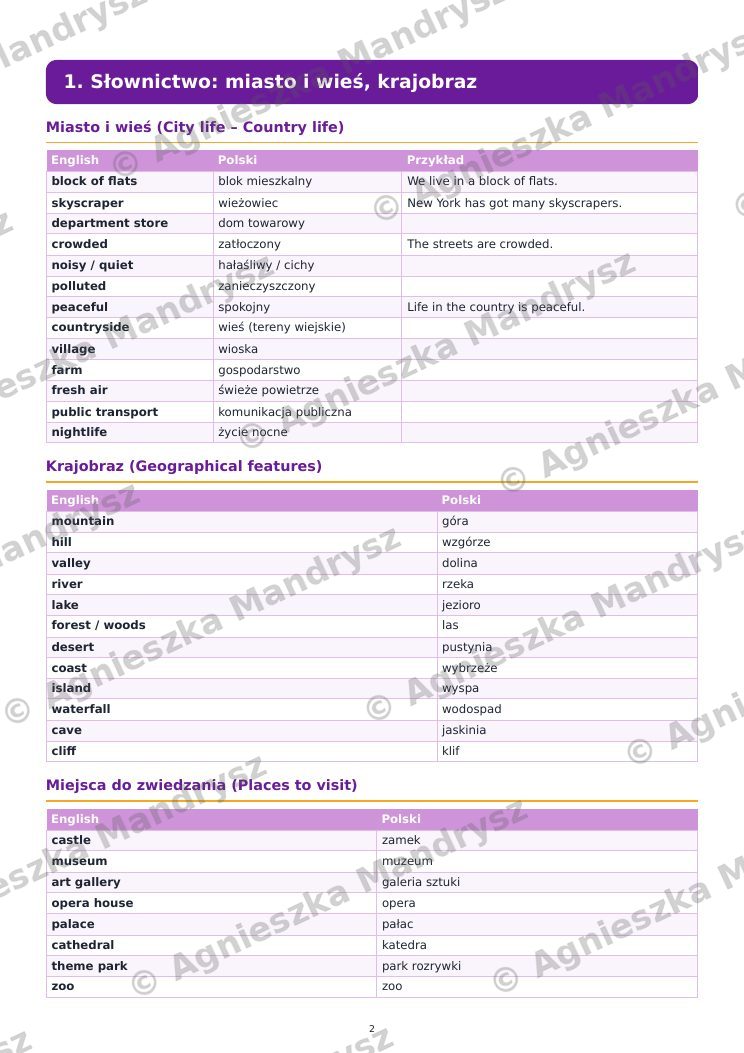 1. Słownictwo: miasto i wieś, krajobraz
Miasto i wieś (City life – Country life)
English Polski Przykład
block of flats blok mieszkalny We live in a block of flats.
skyscraper wieżowiec New York has got many skyscrapers.
department store dom towarowy
crowded zatłoczony The streets are crowded.
noisy / quiet hałaśliwy / cichy
polluted zanieczyszczony
peaceful spokojny Life in the country is peaceful.
countryside wieś (tereny wiejskie)
village wioska
farm gospodarstwo
fresh air świeże powietrze
public transport komunikacja publiczna
nightlife życie nocne
Krajobraz (Geographical features)
English Polski
mountain góra
hill wzgórze
valley dolina
river rzeka
lake jezioro
forest / woods las
desert pustynia
coast wybrzeże
island wyspa
waterfall wodospad
cave jaskinia
cliff klif
Miejsca do zwiedzania (Places to visit)
English Polski
castle zamek
museum muzeum
art gallery galeria sztuki
opera house opera
palace pałac
cathedral katedra
theme park park rozrywki
zoo zoo
2
© Agnieszka Mandrysz